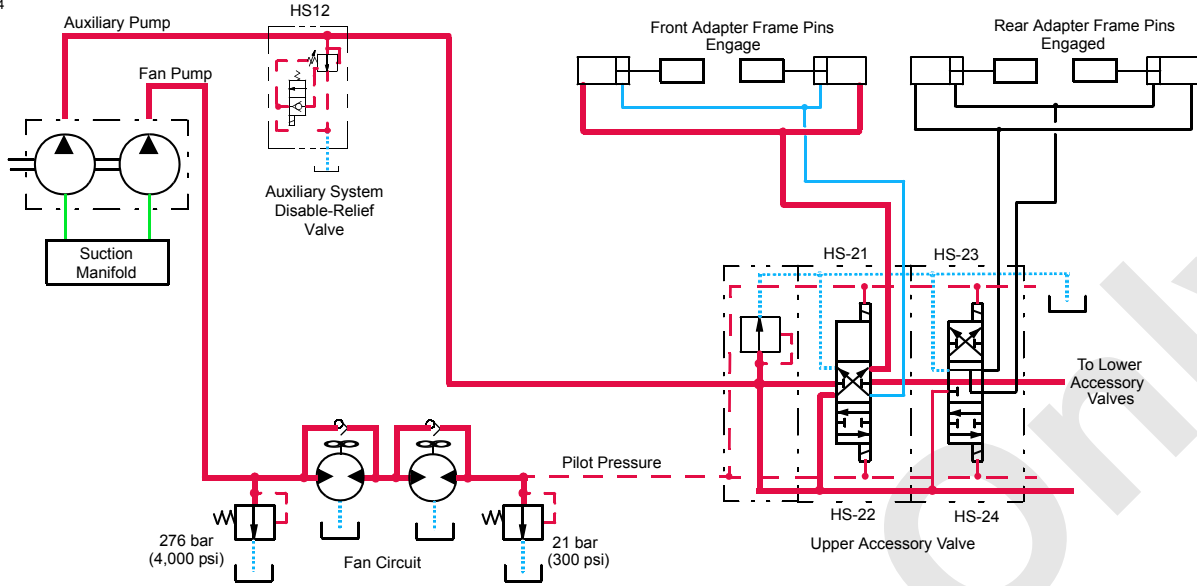 4
HS12
Auxiliary Pump
Fan Pump
Front Adapter Frame Pins
Engage
Rear Adapter Frame Pins
Engaged
Auxiliary System
Disable-Relief
Valve
Suction
Manifold
HS-21
HS-23
To Lower
Accessory
Valves
Pilot Pressure
HS-22
HS-24
Upper Accessory Valve
276 bar
(4,000 psi)
Fan Circuit
21 bar
(300 psi)
Only